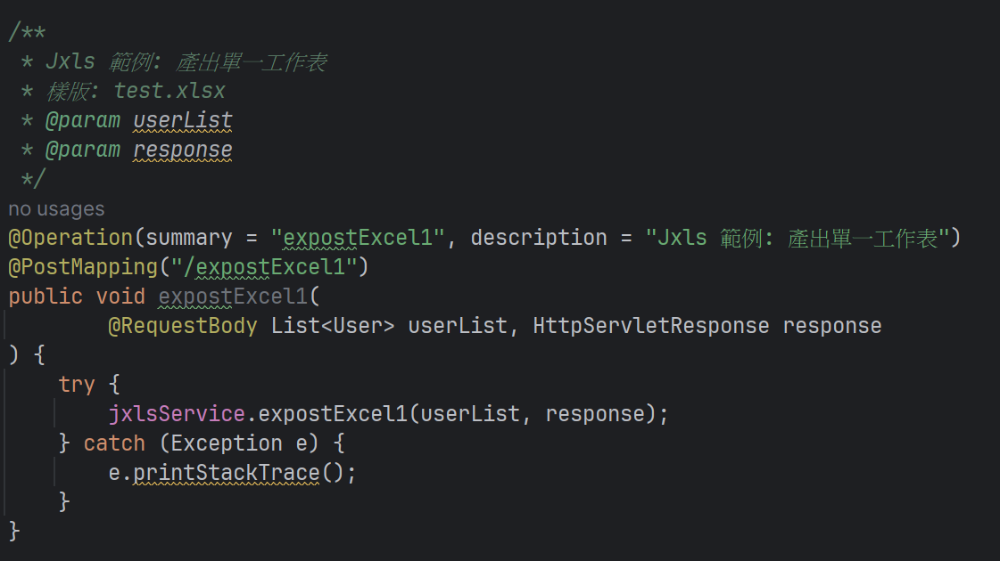 /**
 * Jxls 範例: 產出單一工作表
 * 樣版: test.xlsx
 * @param userList
 * @param response
 */
no usages
@Operation(summary = "expostExcel1", description = "Jxls 範例: 產出單一工作表")
@PostMapping("/expostExcel1")
public void expostExcel1(
        @RequestBody List<User> userList, HttpServletResponse response
) {
    try {
        jxlsService.expostExcel1(userList, response);
    } catch (Exception e) {
        e.printStackTrace();
    }
}